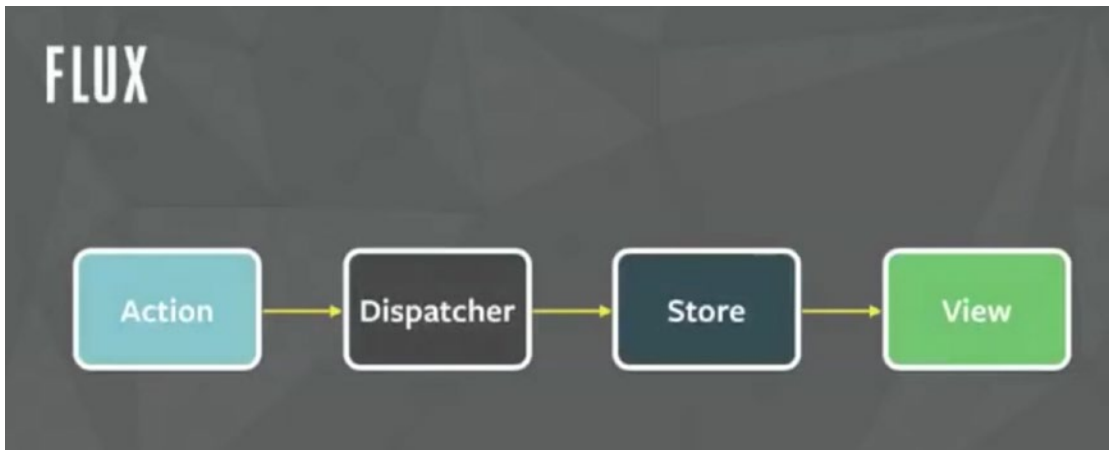 FLUX
Action
Dispatcher
Store
View